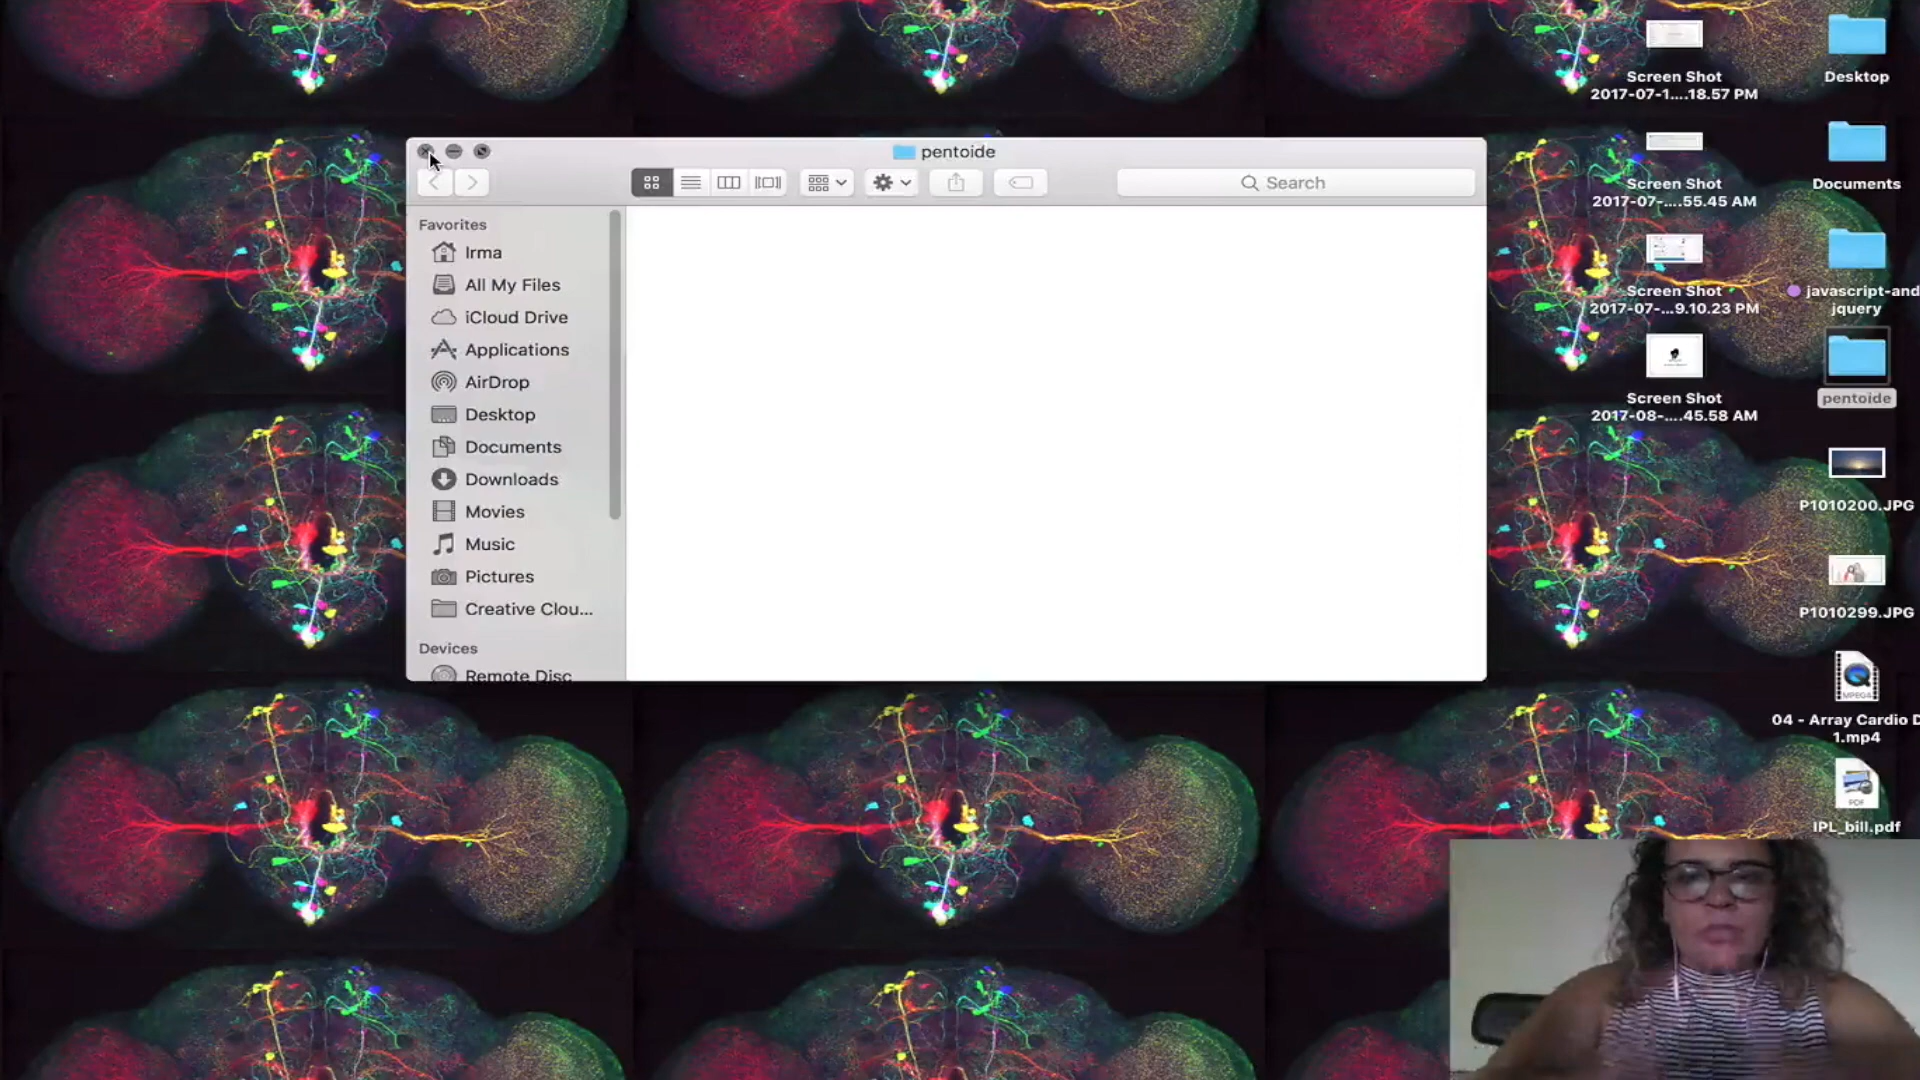 pentoide
Search
Favorites
Irma
All My Files
iCloud Drive
Applications
AirDrop
Desktop
Documents
Downloads
Movies
Music
Pictures
Creative Clou...
Devices
Remote Disc
Screen Shot
2017-07-1....18.57 PM
Screen Shot
2017-07-....55.45 AM
Screen Shot
2017-07-...9.10.23 PM
Screen Shot
2017-08-....45.58 AM
Desktop
Documents
javascript-and
jquery
pentoide
P1010200.JPG
P1010299.JPG
MPEG4
04 - Array Cardio D
1.mp4
PDF
IPL_bill.pdf